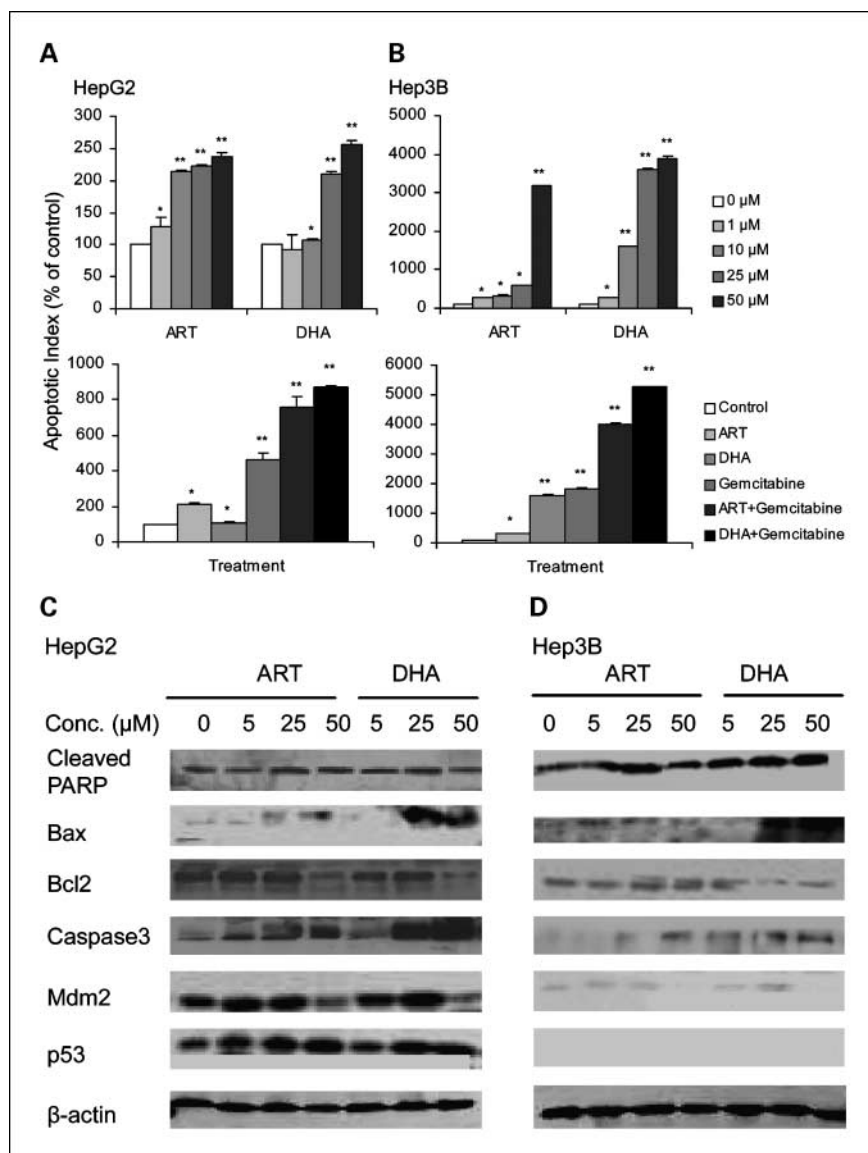 A
B
HepG2
Hep3B
Apoptotic Index (% of control)
300
250
200
150
100
50
0
*
**
**
**
*
**
**
ART
DHA
5000
4000
3000
2000
1000
0
*
*
*
**
*
**
**
**
ART
DHA
0 µM
1 µM
10 µM
25 µM
50 µM
1000
800
600
400
200
0
*
*
**
**
**
Treatment
6000
5000
4000
3000
2000
1000
0
*
**
**
**
**
Treatment
Control
ART
DHA
Gemcitabine
ART+Gemcitabine
DHA+Gemcitabine
C
D
HepG2
Hep3B
ART DHA
ART DHA
Conc. (µM) 0 5 25 50 5 25 50
0 5 25 50 5 25 50
Cleaved
PARP
Bax
Bcl2
Caspase3
Mdm2
p53
β-actin